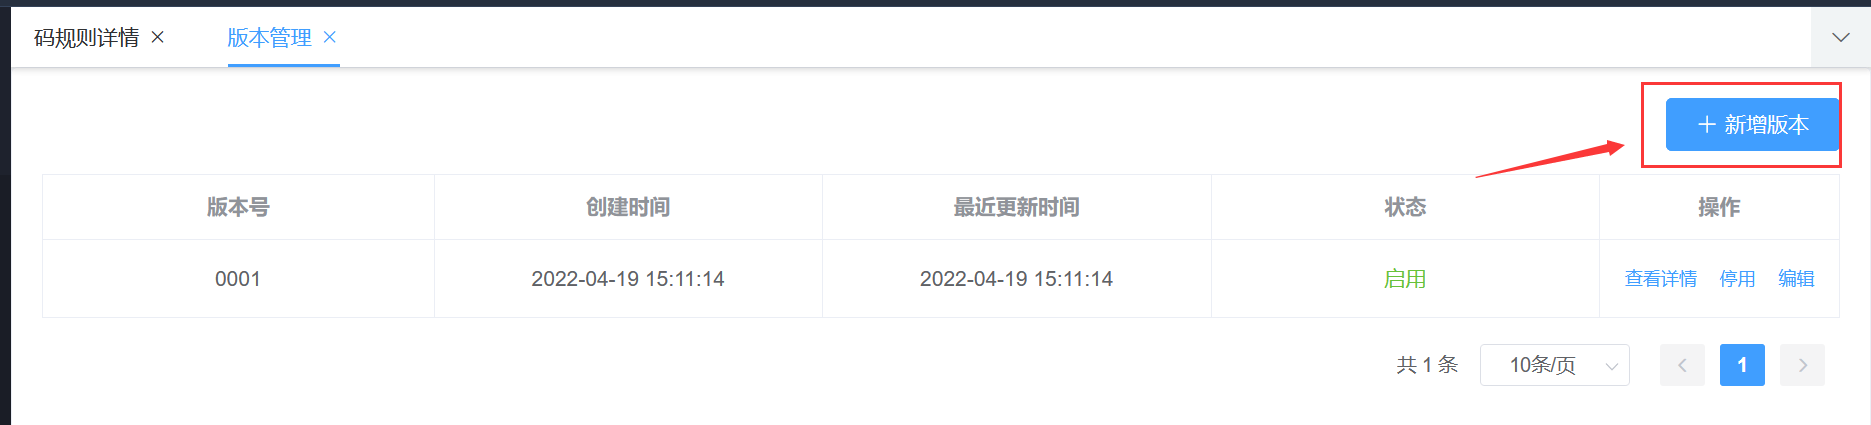 码规则详情 × 版本管理 ×
+ 新增版本
版本号 创建时间 最近更新时间 状态 操作
0001 2022-04-19 15:11:14 2022-04-19 15:11:14 启用 查看详情 停用 编辑
共 1 条 10条/页 1